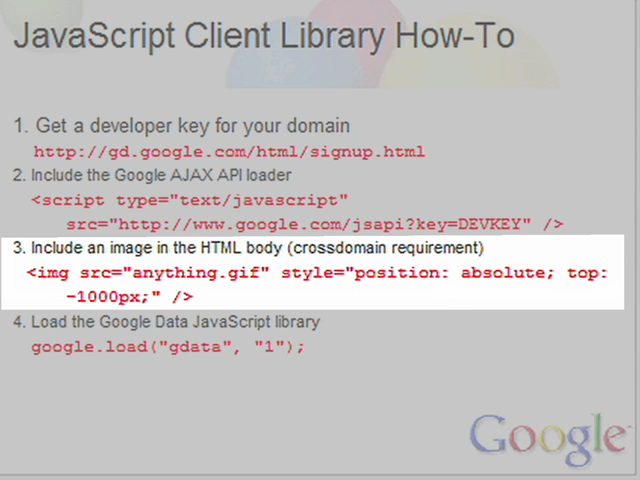 JavaScript Client Library How-To
1. Get a developer key for your domain
http://gd.google.com/html/signup.html
2. Include the Google AJAX API loader
<script type="text/javascript"
src="http://www.google.com/jsapi?key=DEVKEY" />
3. Include an image in the HTML body (crossdomain requirement)
<img src="anything.gif" style="position: absolute; top:
-1000px;" />
4. Load the Google Data JavaScript library
google.load("gdata", "1");
Google